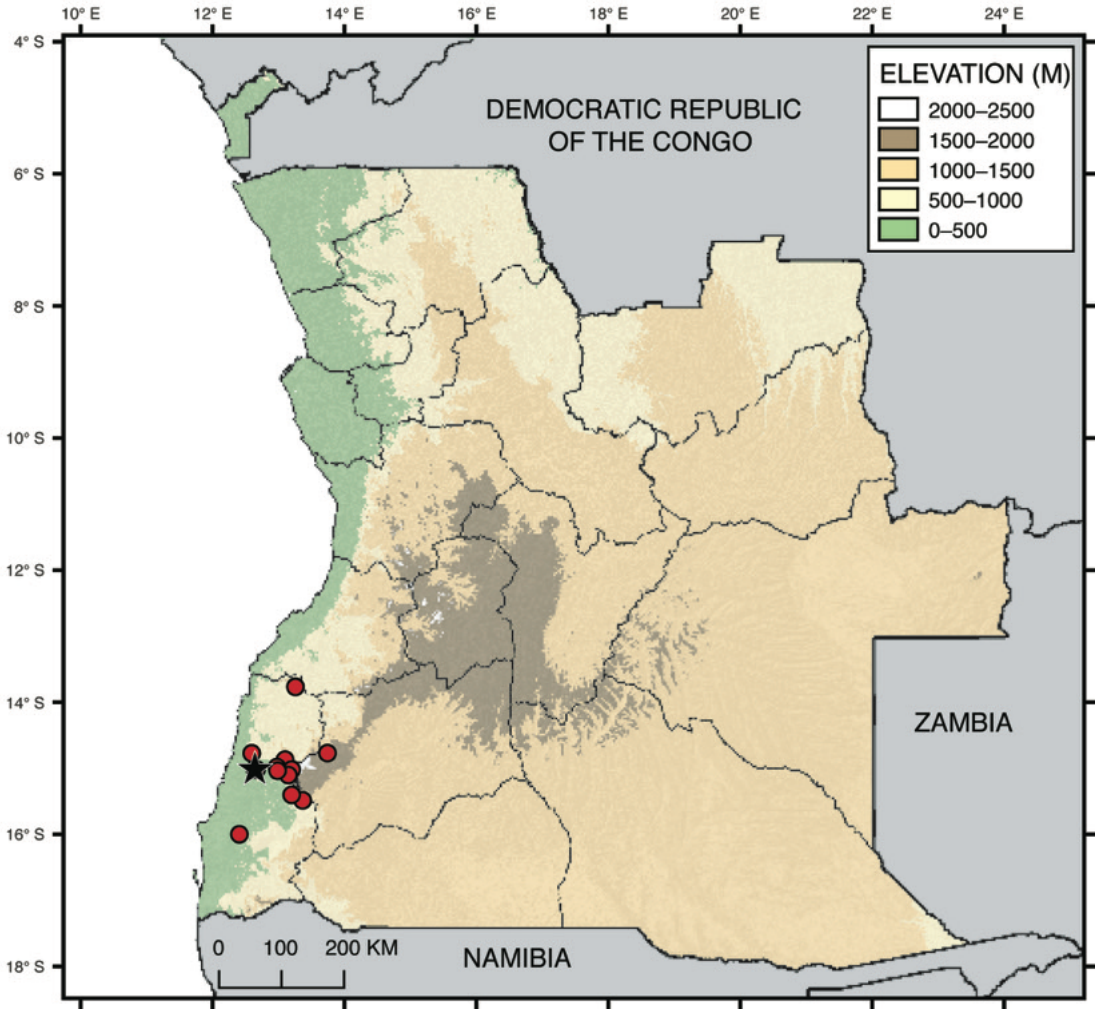 10° E 12° E 14° E 16° E 18° E 20° E 22° E 24° E
4° S
ELEVATION (M)
2000–2500
1500–2000
1000–1500
500–1000
0–500
DEMOCRATIC REPUBLIC
OF THE CONGO
6° S
8° S
10° S
12° S
14° S
ZAMBIA
16° S
0 100 200 KM
NAMIBIA
18° S